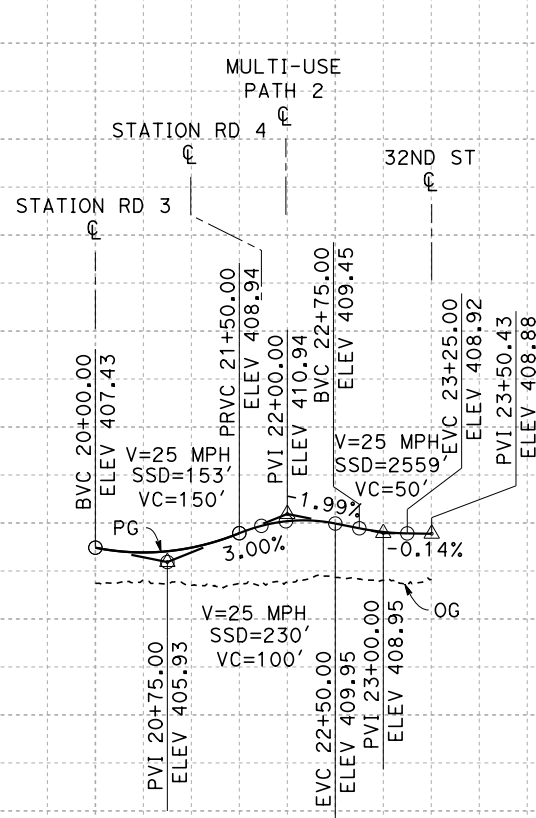 MULTI-USE
PATH 2
℄
STATION RD 4
℄
32ND ST
℄
STATION RD 3
℄
BVC 20+00.00
ELEV 407.43
PRVC 21+50.00
ELEV 408.94
PVI 22+00.00
ELEV 410.94
BVC 22+75.00
ELEV 409.45
EVC 23+25.00
ELEV 408.92
PVI 23+50.43
ELEV 408.88
V=25 MPH
SSD=153'
VC=150'
V=25 MPH
SSD=2559'
VC=50'
PG
3.00%
-1.99%
-0.14%
OG
V=25 MPH
SSD=230'
VC=100'
PVI 20+75.00
ELEV 405.93
EVC 22+50.00
ELEV 409.95
PVI 23+00.00
ELEV 408.95